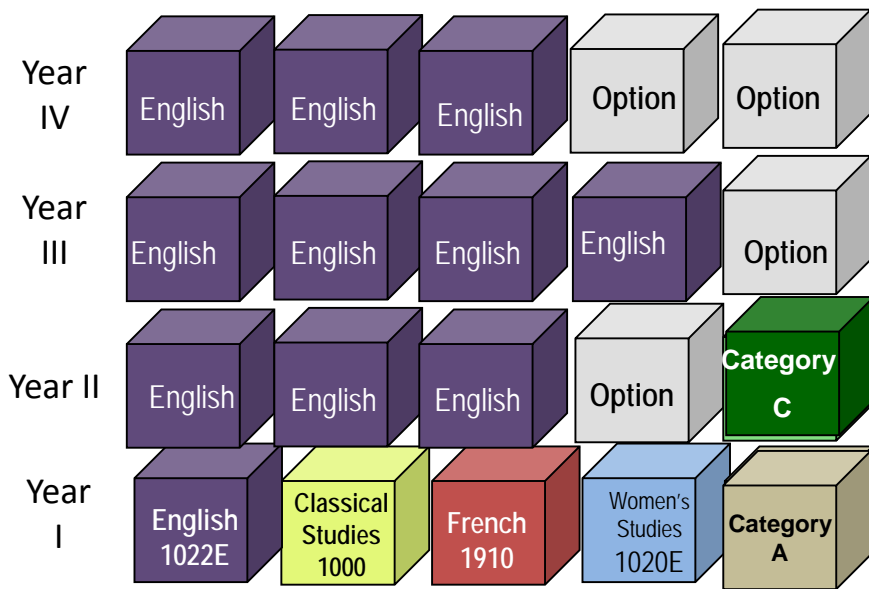 Year
IV
English
English
English
Option
Option
Year
III
English
English
English
English
Option
Year II
English
English
English
Option
Category
C
Year
I
English
1022E
Classical
Studies
1000
French
1910
Women's
Studies
1020E
Category
A